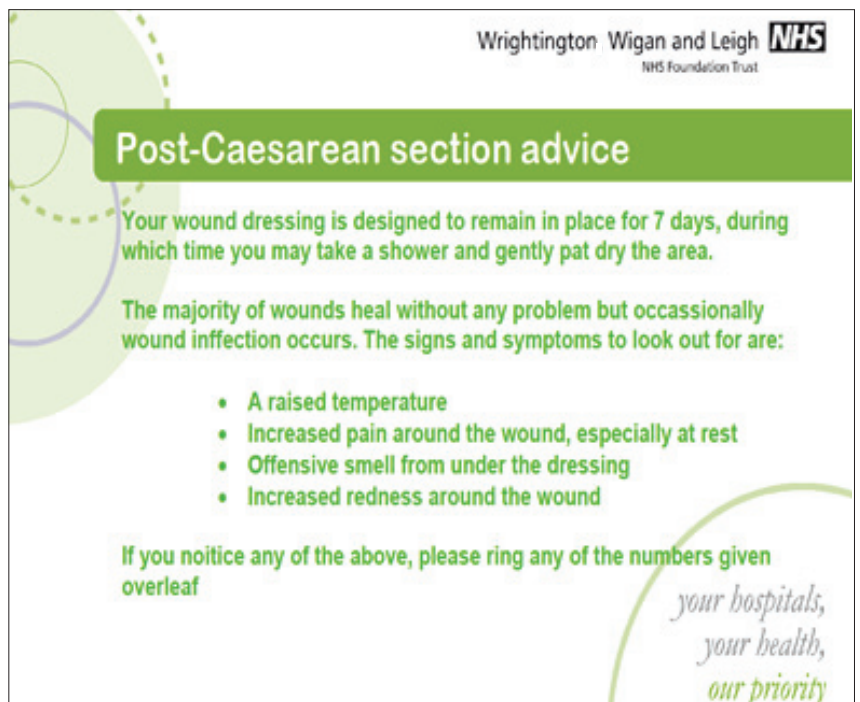 Wrightington Wigan and Leigh NHS
NHS Foundation Trust
Post-Caesarean section advice
Your wound dressing is designed to remain in place for 7 days, during
which time you may take a shower and gently pat dry the area.
The majority of wounds heal without any problem but occassionally
wound inffection occurs. The signs and symptoms to look out for are:
• A raised temperature
• Increased pain around the wound, especially at rest
• Offensive smell from under the dressing
• Increased redness around the wound
If you noitice any of the above, please ring any of the numbers given
overleaf
your hospitals,
your health,
our priority